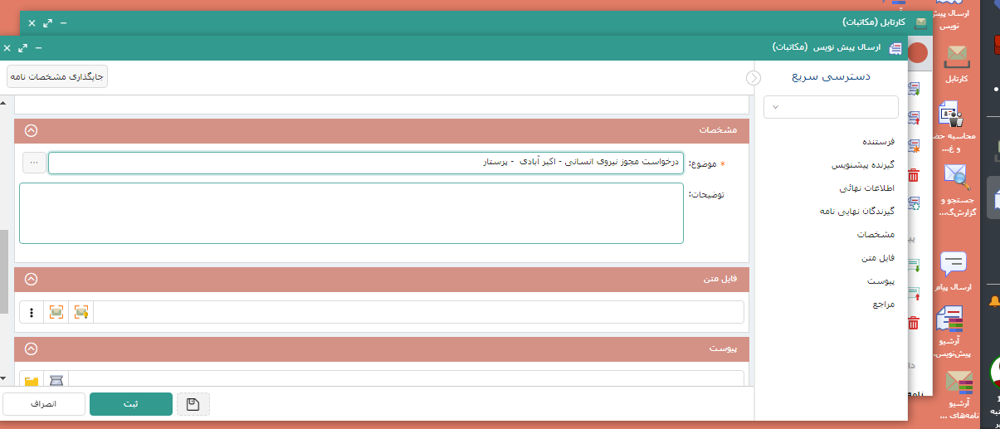 کارتابل (مکاتبات)
ارسال پیش نویس (مکاتبات)
جایگذاری مشخصات نامه
مشخصات
* موضوع:
درخواست مجوز نیروی انسانی - اکبر آبادی - پرستار
...
توضیحات:
فایل متن
پیوست
ثبت
انصراف
دسترسی سریع
فرستنده
گیرنده پیشنویس
اطلاعات نهائی
گیرندگان نهایی نامه
مشخصات
فایل متن
پیوست
مراجع
نامه
ارسال پیش
نویس
کارتابل
محاسبه حض
و غ...
جستجو و
گزارش‌گ...
ارسال پیام
آرشیو
پیش‌نویس.
آرشیو
نامه‌های ...